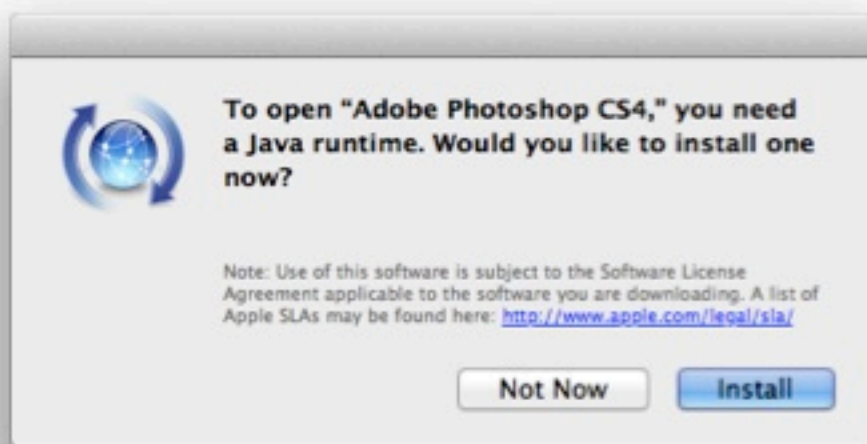 To open “Adobe Photoshop CS4,” you need
a Java runtime. Would you like to install one
now?
Note: Use of this software is subject to the Software License
Agreement applicable to the software you are downloading. A list of
Apple SLAs may be found here: http://www.apple.com/legal/sla/
Not Now
Install